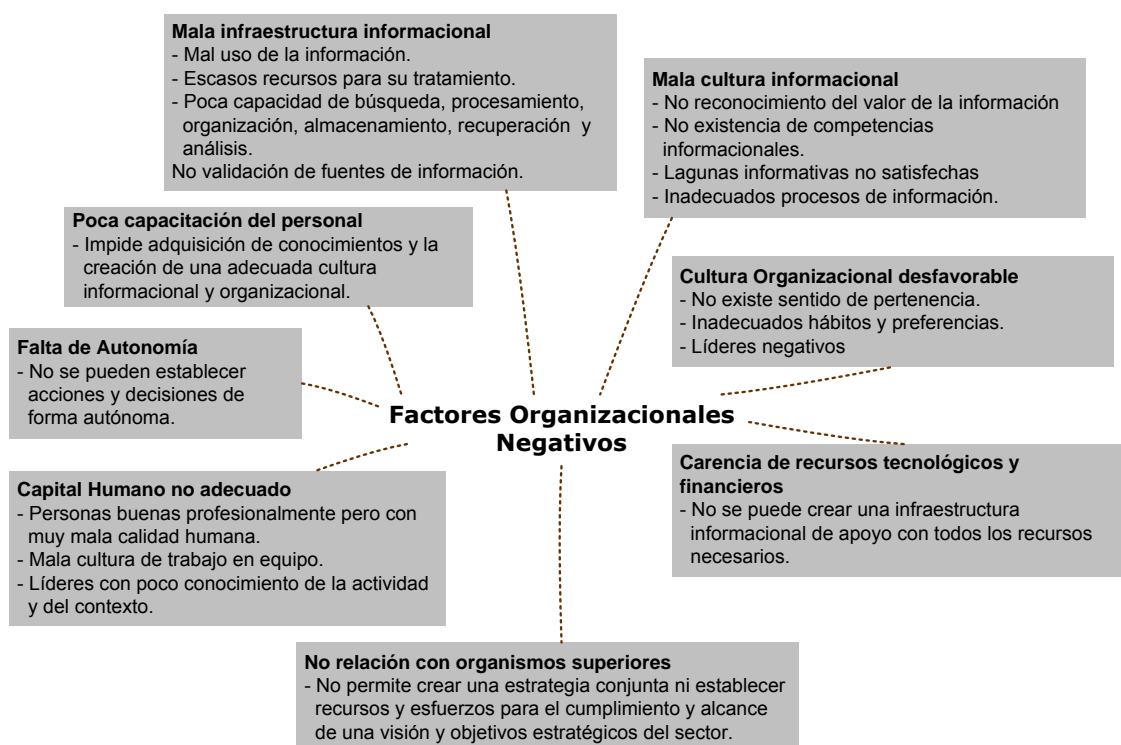 Mala infraestructura informacional
- Mal uso de la información.
- Escasos recursos para su tratamiento.
- Poca capacidad de búsqueda, procesamiento,
organización, almacenamiento, recuperación y
análisis.
No validación de fuentes de información.
Mala cultura informacional
- No reconocimiento del valor de la información
- No existencia de competencias
informacionales.
- Lagunas informativas no satisfechas
- Inadecuados procesos de información.
Poca capacitación del personal
- Impide adquisición de conocimientos y la
creación de una adecuada cultura
informacional y organizacional.
Cultura Organizacional desfavorable
- No existe sentido de pertenencia.
- Inadecuados hábitos y preferencias.
- Líderes negativos
Falta de Autonomía
- No se pueden establecer
acciones y decisiones de
forma autónoma.
Factores Organizacionales
Negativos
Carencia de recursos tecnológicos y
financieros
- No se puede crear una infraestructura
informacional de apoyo con todos los recursos
necesarios.
Capital Humano no adecuado
- Personas buenas profesionalmente pero con
muy mala calidad humana.
- Mala cultura de trabajo en equipo.
- Líderes con poco conocimiento de la actividad
y del contexto.
No relación con organismos superiores
- No permite crear una estrategia conjunta ni establecer
recursos y esfuerzos para el cumplimiento y alcance
de una visión y objetivos estratégicos del sector.